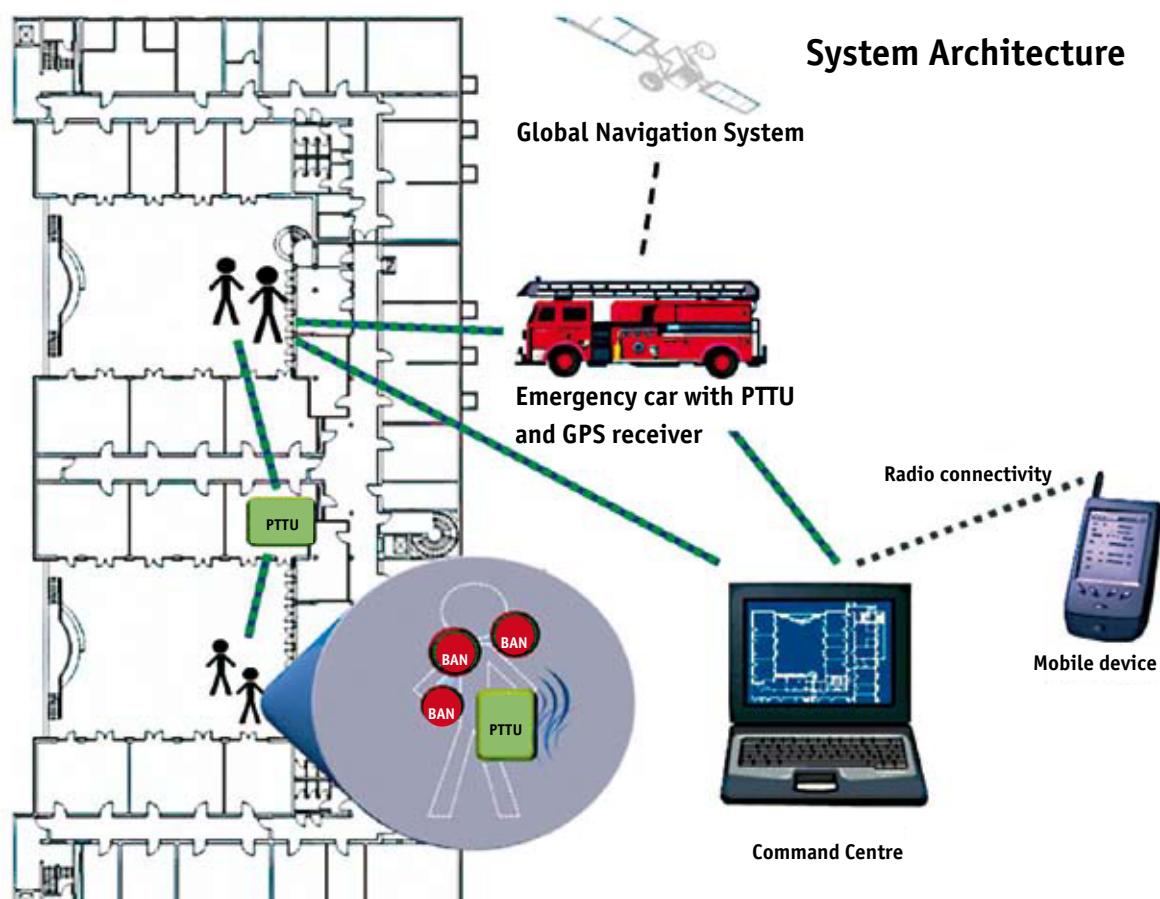 System Architecture
Global Navigation System
Emergency car with PTTU
and GPS receiver
Radio connectivity
PTTU
BAN
BAN
BAN
PTTU
Mobile device
Command Centre